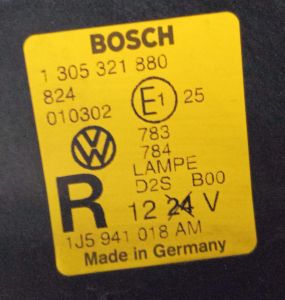 BOSCH
1 305 321 880
824
010302 E1 25
VW
783
784
LAMPE
D2S B00
R 12 24 V
1J5 941 018 AM
Made in Germany